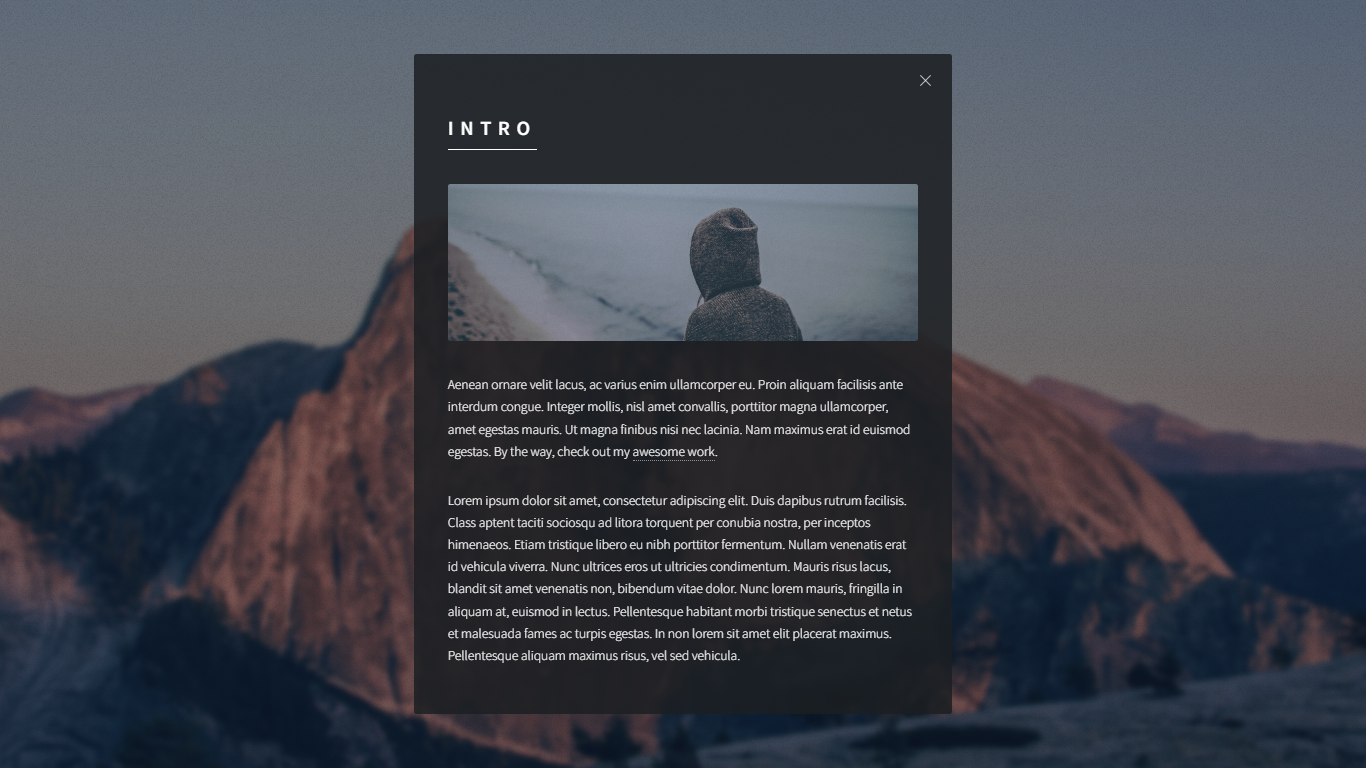 INTRO
Aenean ornare velit lacus, ac varius enim ullamcorper eu. Proin aliquam facilisis ante
interdum congue. Integer mollis, nisl amet convallis, porttitor magna ullamcorper,
amet egestas mauris. Ut magna finibus nisi nec lacinia. Nam maximus erat id euismod
egestas. By the way, check out my awesome work.
Lorem ipsum dolor sit amet, consectetur adipiscing elit. Duis dapibus rutrum facilisis.
Class aptent taciti sociosqu ad litora torquent per conubia nostra, per inceptos
himenaeos. Etiam tristique libero eu nibh porttitor fermentum. Nullam venenatis erat
id vehicula viverra. Nunc ultrices eros ut ultricies condimentum. Mauris risus lacus,
blandit sit amet venenatis non, bibendum vitae dolor. Nunc lorem mauris, fringilla in
aliquam at, euismod in lectus. Pellentesque habitant morbi tristique senectus et netus
et malesuada fames ac turpis egestas. In non lorem sit amet elit placerat maximus.
Pellentesque aliquam maximus risus, vel sed vehicula.